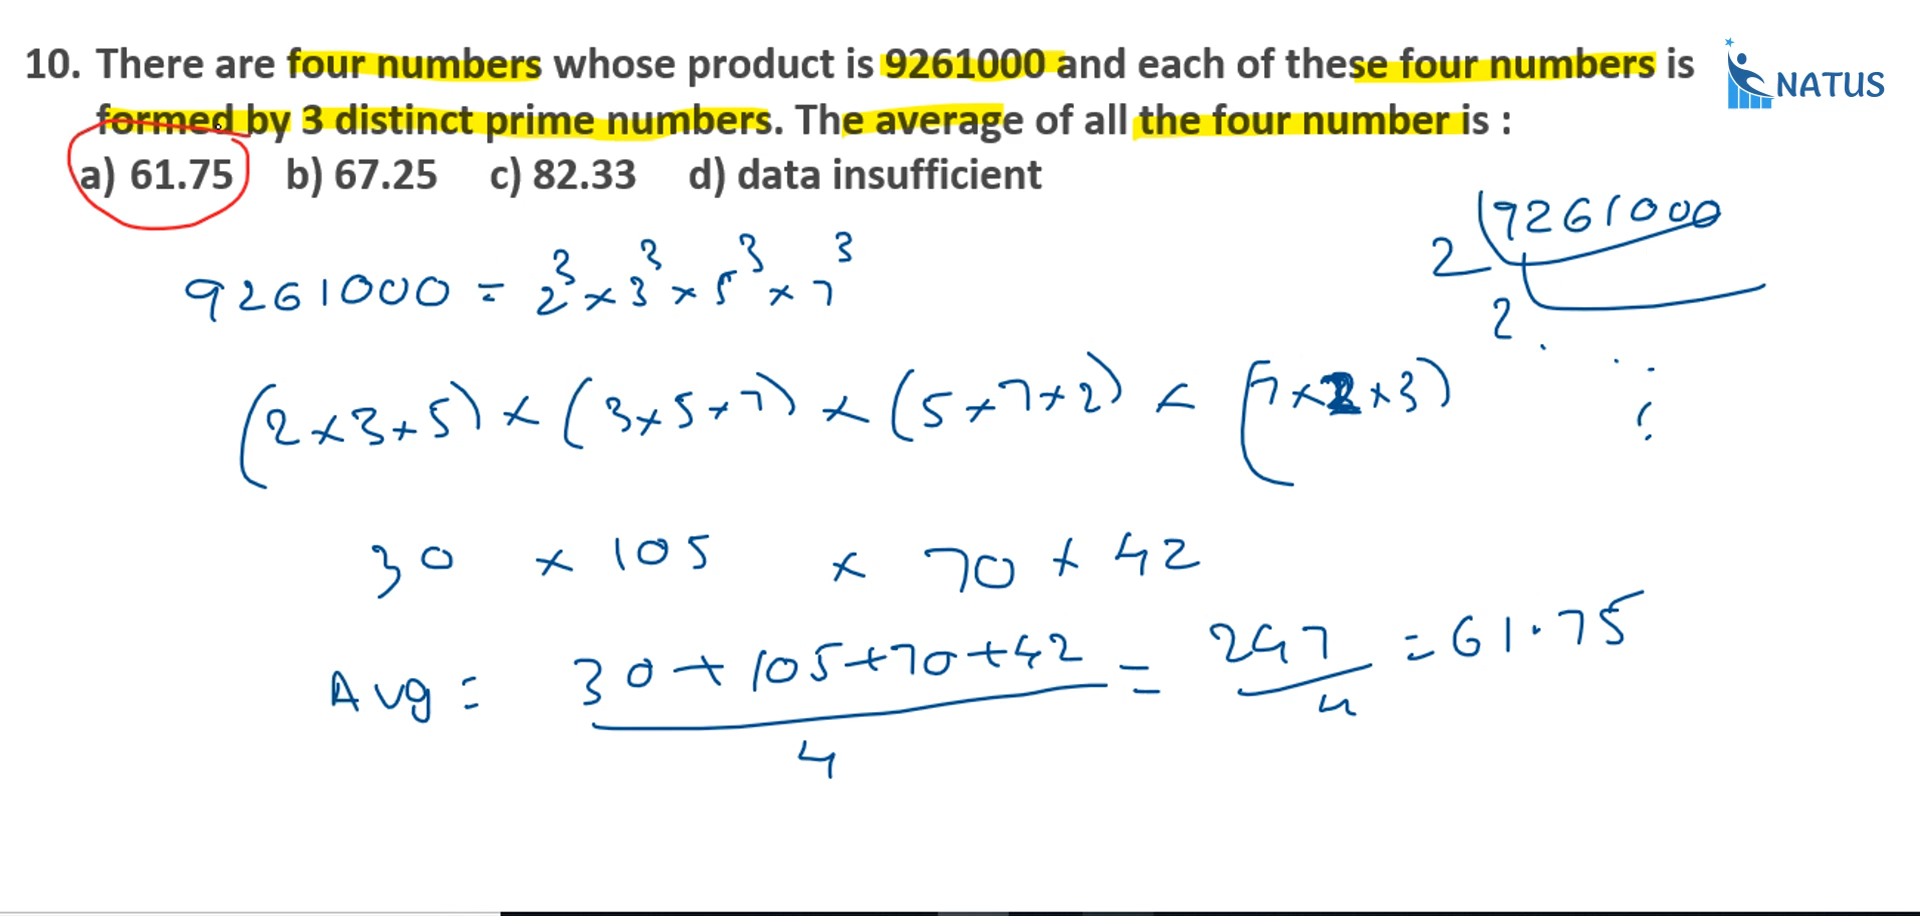 10. There are four numbers whose product is 9261000 and each of these four numbers is
formed by 3 distinct prime numbers. The average of all the four number is :
a) 61.75 b) 67.25 c) 82.33 d) data insufficient
NATUS
2 9261000
2
9261000 = 2³ × 3³ × 5³ × 7³
(2×3×5) × (3×5×7) × (5×7×2) × (7×2×3)
30 × 105 × 70 × 42
Avg = 30+105+70+42 / 4 = 247 / 4 = 61.75